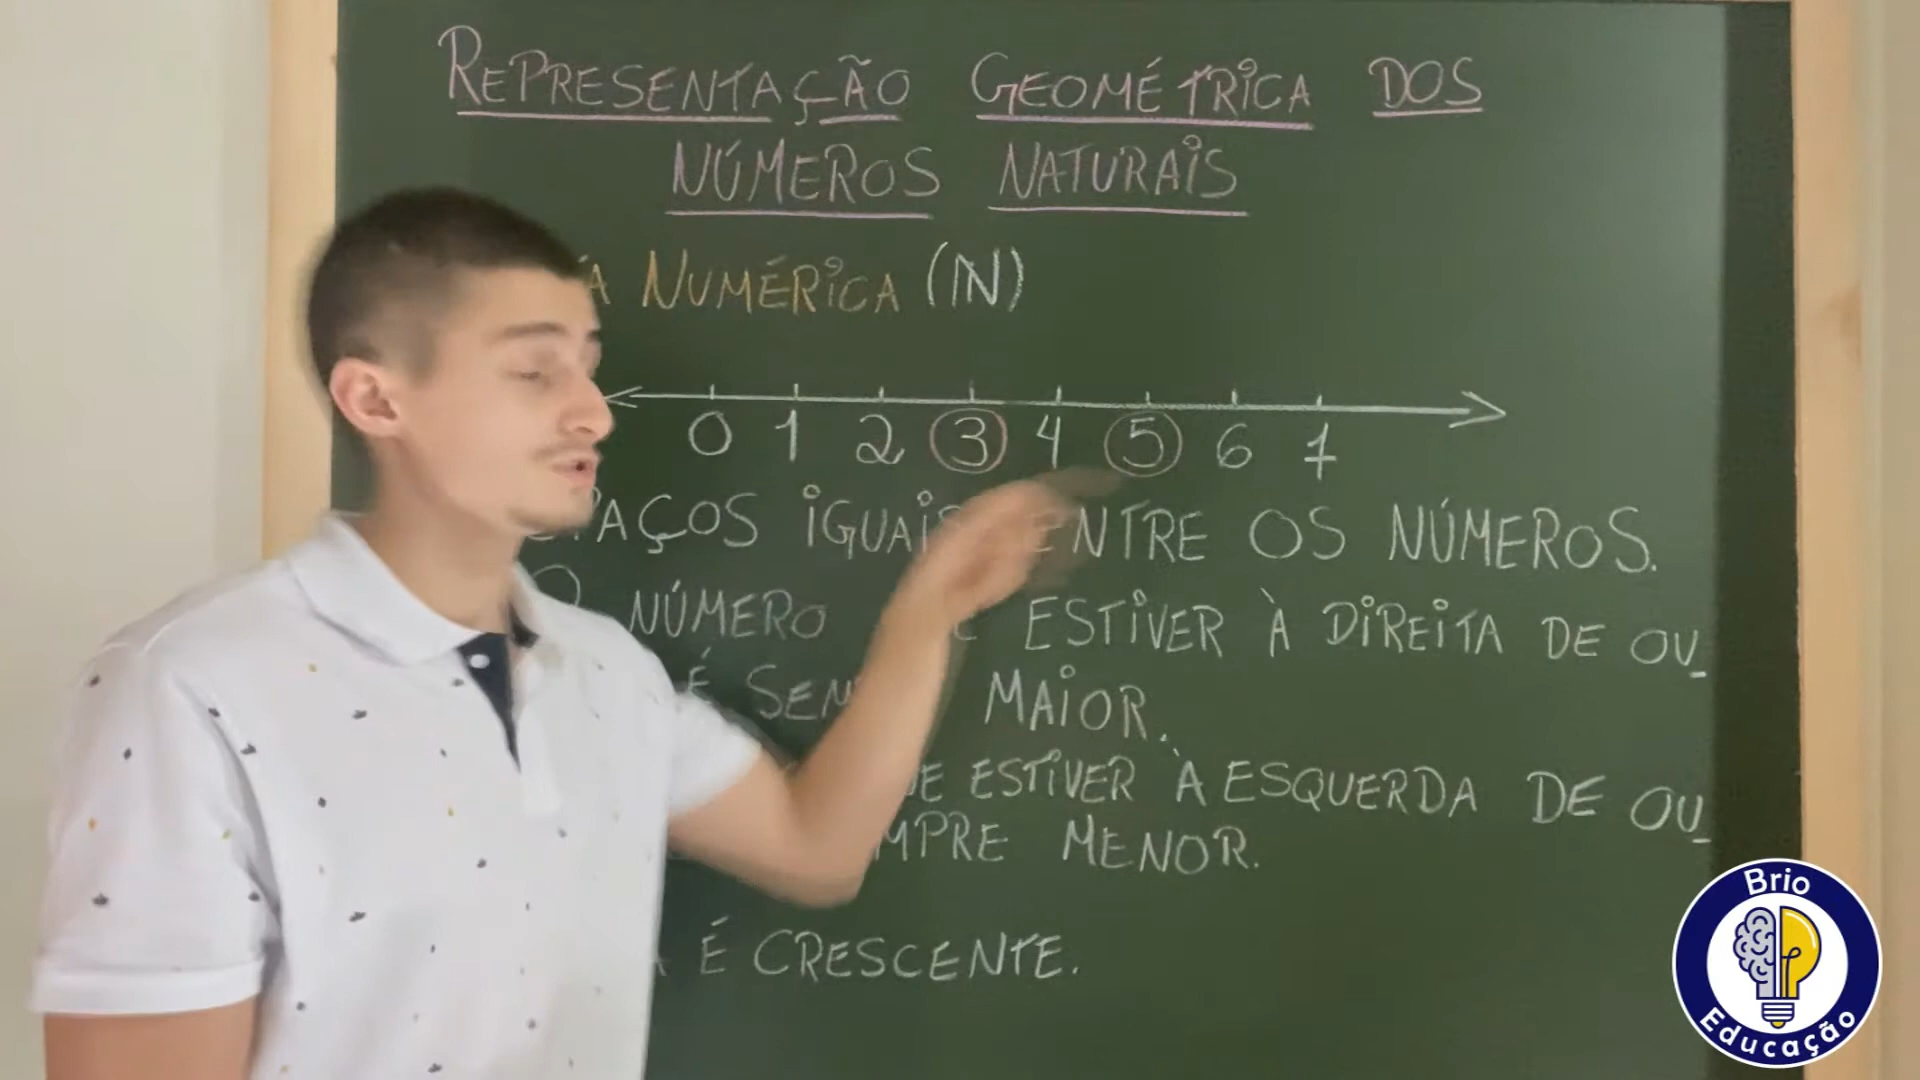 REPRESENTAÇÃO GEOMÉTRICA DOS
NÚMEROS NATURAIS
NUMÉRICA (IN)
0 1 2 3 4 5 6 7
IGUAIS ENTRE OS NÚMEROS.
O NÚMERO ESTIVER À DIREITA DE OU_
É MAIOR.
ESTIVER À ESQUERDA DE OU_
MENOR.
É CRESCENTE.
Brio
Educação